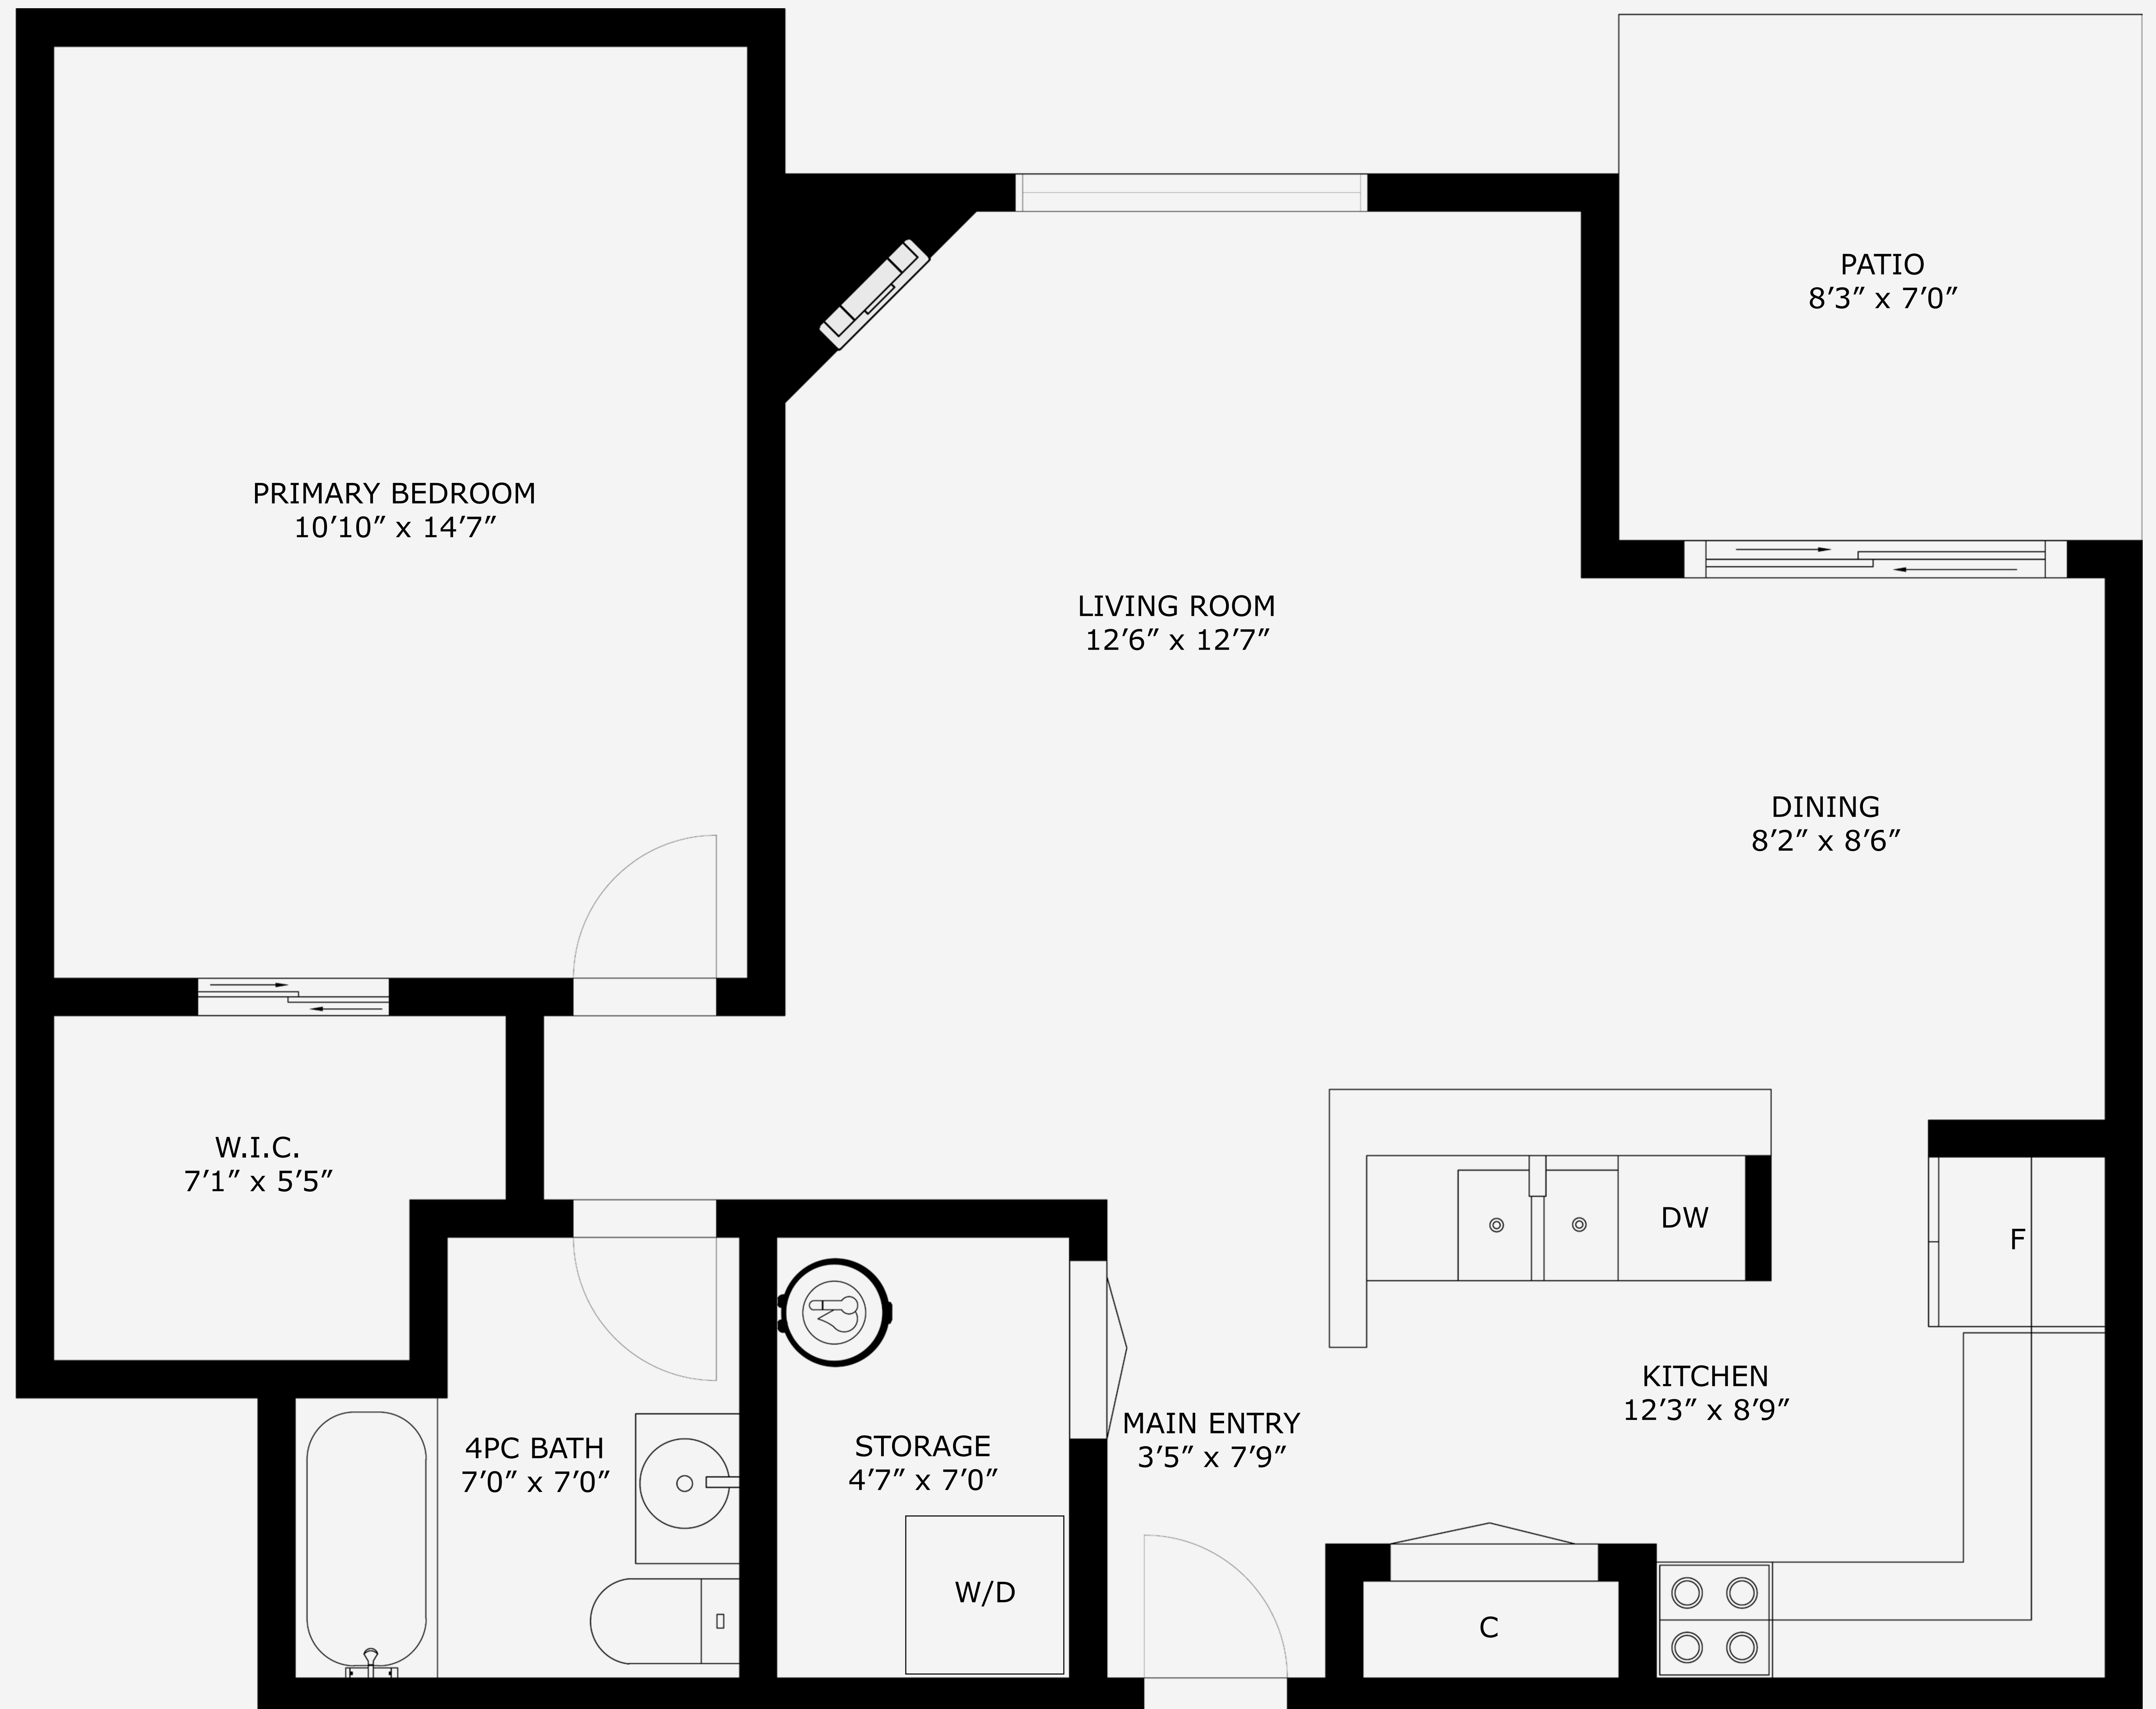 PATIO
8′3″ x 7′0″
PRIMARY BEDROOM
10′10″ x 14′7″
LIVING ROOM
12′6″ x 12′7″
DINING
8′2″ x 8′6″
W.I.C.
7′1″ x 5′5″
DW
F
KITCHEN
12′3″ x 8′9″
MAIN ENTRY
3′5″ x 7′9″
4PC BATH
7′0″ x 7′0″
STORAGE
4′7″ x 7′0″
W/D
C